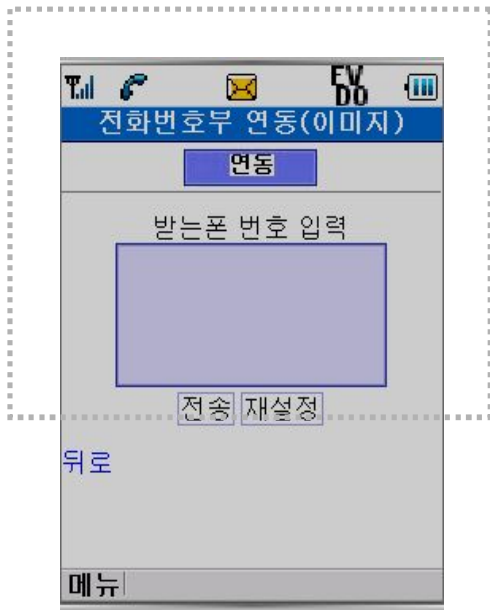 EV
DO
전화번호부 연동(이미지)
연동
받는폰 번호 입력
전송 재설정
뒤로
메뉴